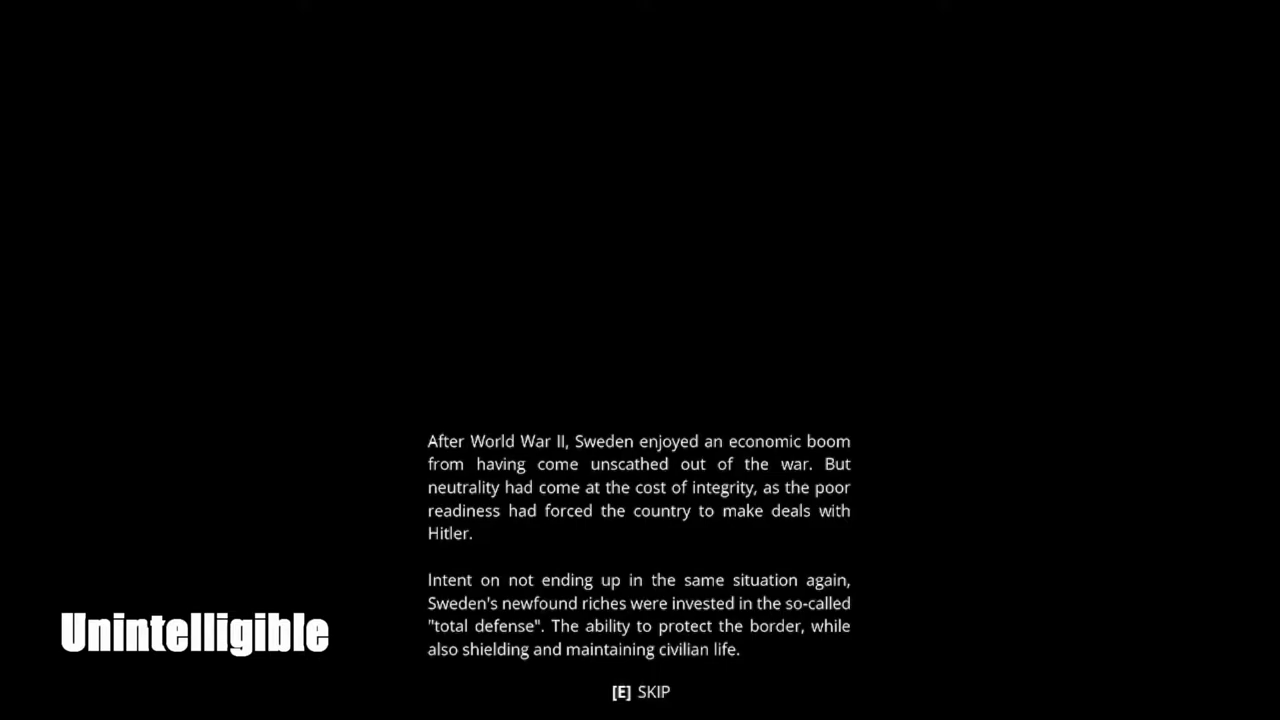 After World War II, Sweden enjoyed an economic boom
from having come unscathed out of the war. But
neutrality had come at the cost of integrity, as the poor
readiness had forced the country to make deals with
Hitler.
Intent on not ending up in the same situation again,
Sweden's newfound riches were invested in the so-called
"total defense". The ability to protect the border, while
also shielding and maintaining civilian life.
Unintelligible
[E] SKIP